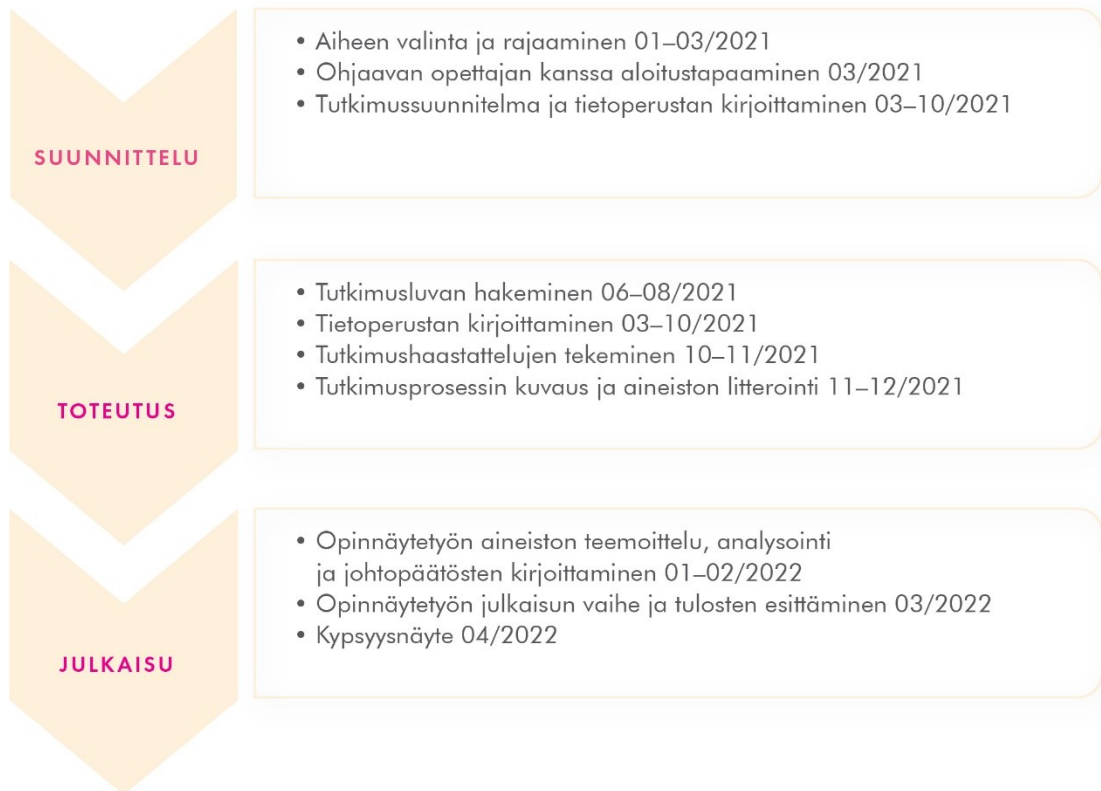 SUUNNITTELU
• Aiheen valinta ja rajaaminen 01–03/2021
• Ohjaavan opettajan kanssa aloitustapaaminen 03/2021
• Tutkimussuunnitelma ja tietoperustan kirjoittaminen 03–10/2021
TOTEUTUS
• Tutkimusluvan hakeminen 06–08/2021
• Tietoperustan kirjoittaminen 03–10/2021
• Tutkimushaastattelujen tekeminen 10–11/2021
• Tutkimusprosessin kuvaus ja aineiston litterointi 11–12/2021
JULKAISU
• Opinnäytetyön aineiston teemoittelu, analysointi
ja johtopäätösten kirjoittaminen 01–02/2022
• Opinnäytetyön julkaisun vaihe ja tulosten esittäminen 03/2022
• Kypsyysnäyte 04/2022